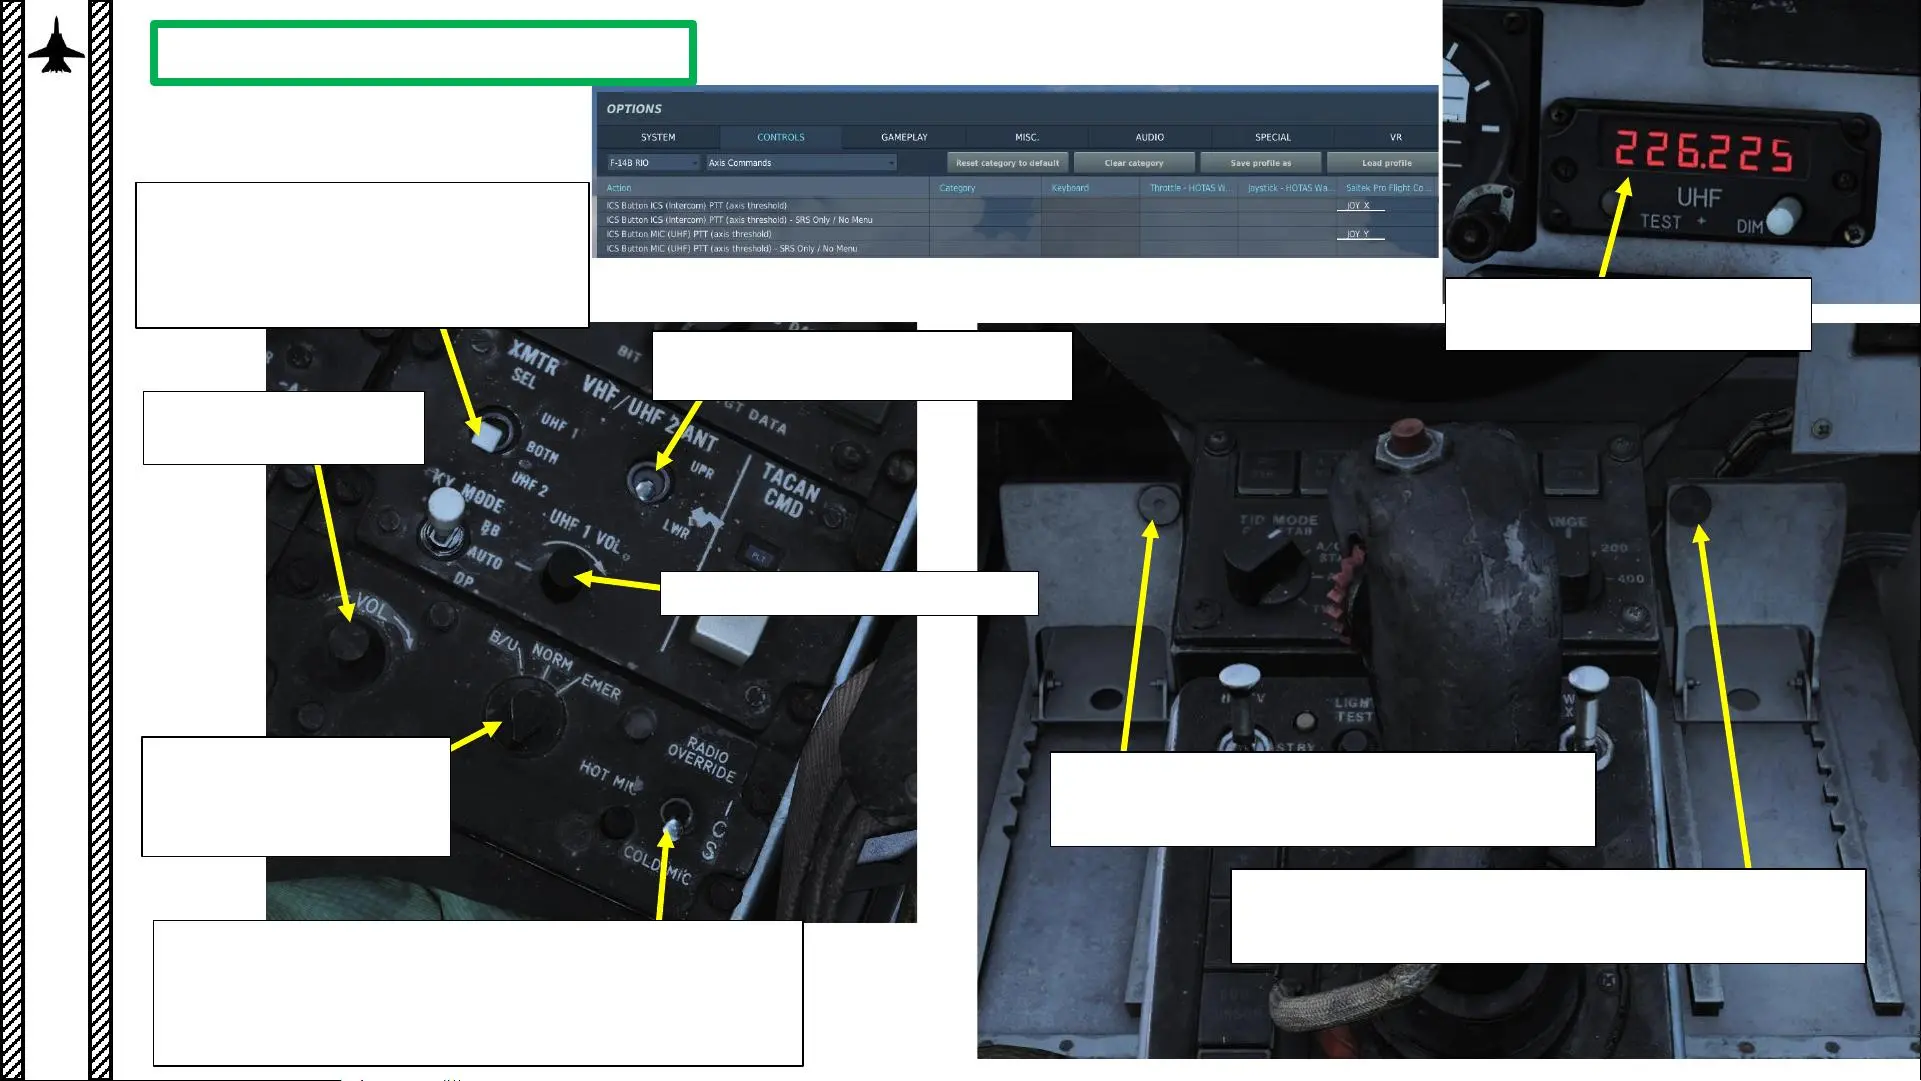 OPTIONS
SYSTEM CONTROLS GAMEPLAY MISC. AUDIO SPECIAL VR
F-14B RIO Axis Commands Reset category to default Clear category Save profile as Load profile
Action Category Keyboard Throttle - HOTAS W... Joystick - HOTAS Wa... Saitek Pro Flight Co...
ICS Button ICS (Intercom) PTT (axis threshold) JOY_X
ICS Button ICS (Intercom) PTT (axis threshold) - SRS Only / No Menu
ICS Button MIC (UHF) PTT (axis threshold) JOY_Y
ICS Button MIC (UHF) PTT (axis threshold) - SRS Only / No Menu
226.225
UHF
TEST + DIM
BIT
XMTR
SEL
VHF/UHF 2 ANT
TGT DATA
UHF 1
BOTH
UHF 2
UPR
LWR
TACAN
CMD
PLT
KY MODE
BB
AUTO
DP
UHF 1 VOL
VOL
B/U
NORM
EMER
RADIO
OVERRIDE
HOT MIC
COLD MIC
ICS
TID MODE
STAB
A/C
200
400
LIGH
TEST
STBY